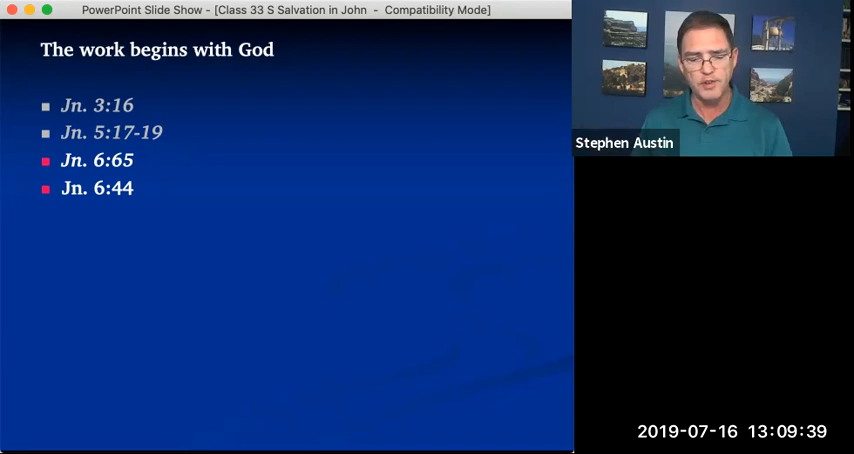 PowerPoint Slide Show - [Class 33 S Salvation in John - Compatibility Mode]
The work begins with God
Jn. 3:16
Jn. 5:17-19
Jn. 6:65
Jn. 6:44
Stephen Austin
2019-07-16 13:09:39